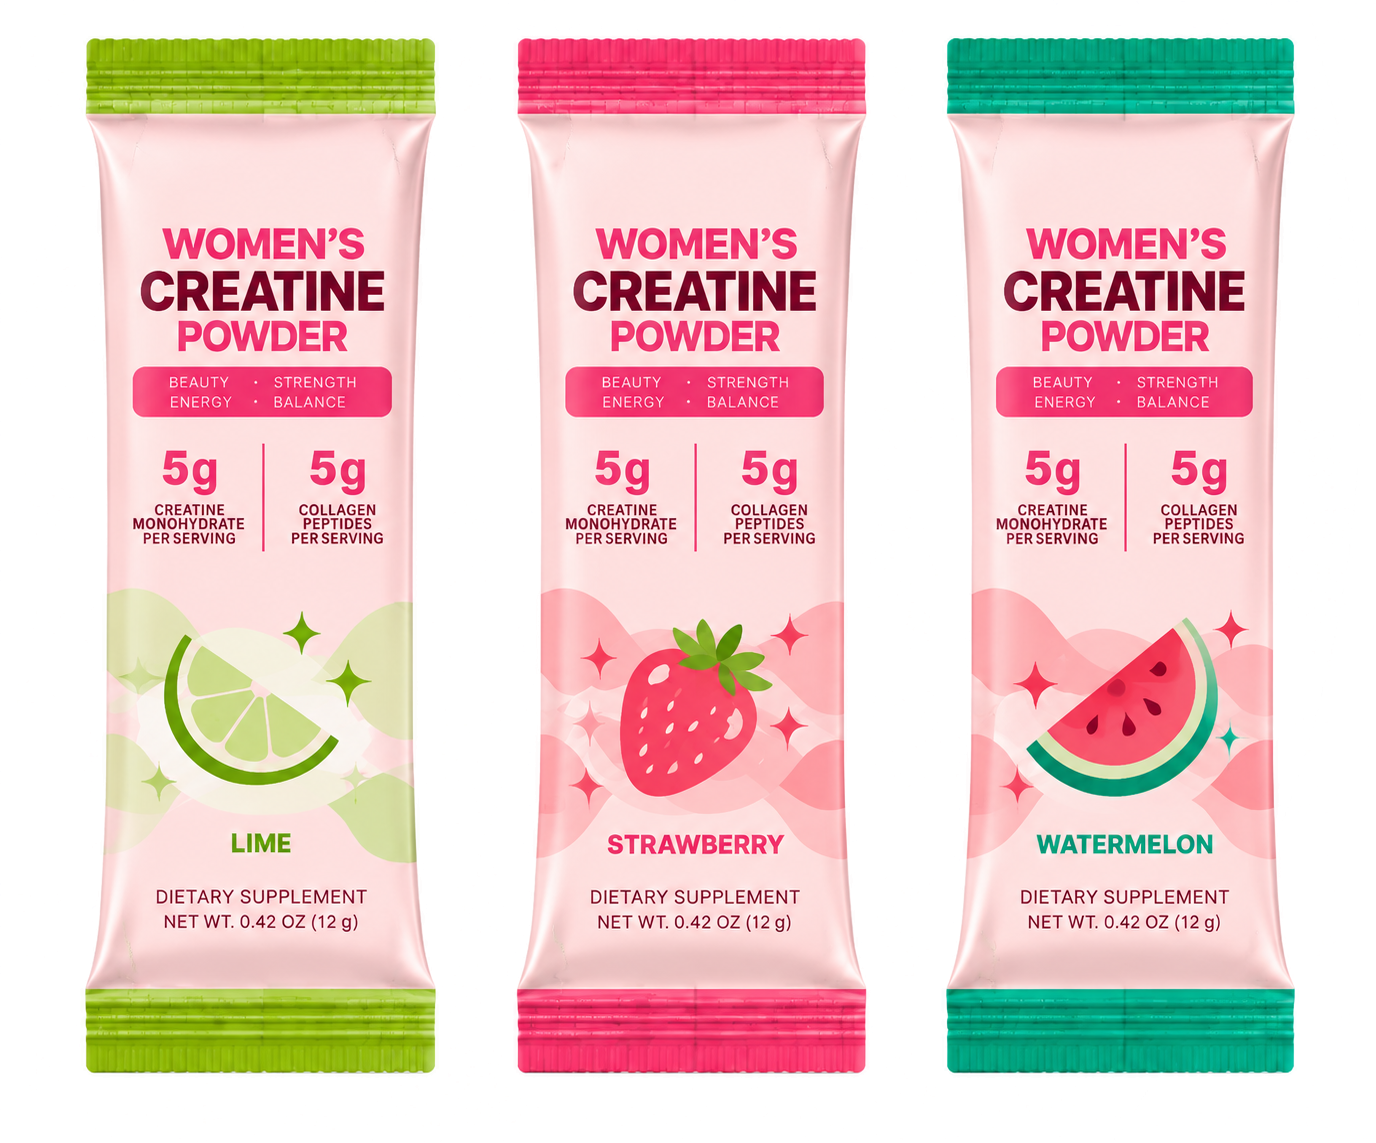 WOMEN'S
CREATINE
POWDER
BEAUTY · STRENGTH
ENERGY · BALANCE
5g
CREATINE
MONOHYDRATE
PER SERVING
5g
COLLAGEN
PEPTIDES
PER SERVING
LIME
DIETARY SUPPLEMENT
NET WT. 0.42 OZ (12 g)
WOMEN'S
CREATINE
POWDER
BEAUTY · STRENGTH
ENERGY · BALANCE
5g
CREATINE
MONOHYDRATE
PER SERVING
5g
COLLAGEN
PEPTIDES
PER SERVING
STRAWBERRY
DIETARY SUPPLEMENT
NET WT. 0.42 OZ (12 g)
WOMEN'S
CREATINE
POWDER
BEAUTY · STRENGTH
ENERGY · BALANCE
5g
CREATINE
MONOHYDRATE
PER SERVING
5g
COLLAGEN
PEPTIDES
PER SERVING
WATERMELON
DIETARY SUPPLEMENT
NET WT. 0.42 OZ (12 g)